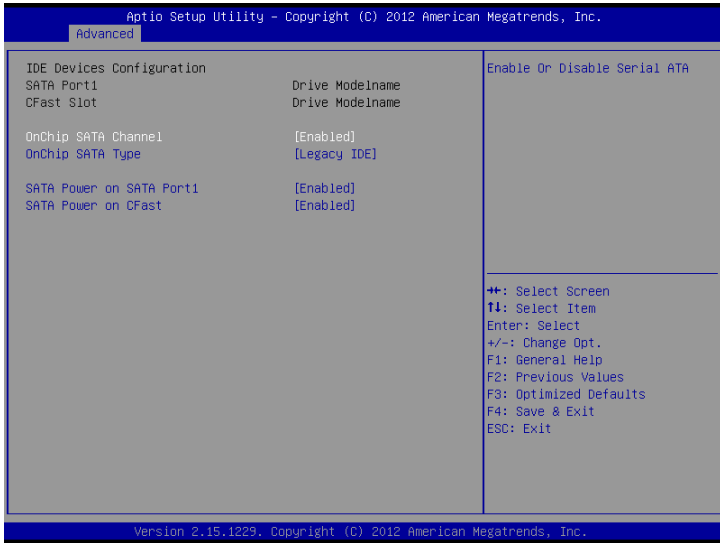 Aptio Setup Utility – Copyright (C) 2012 American Megatrends, Inc.
Advanced
IDE Devices Configuration
SATA Port1 Drive Modelname
CFast Slot Drive Modelname
OnChip SATA Channel [Enabled]
OnChip SATA Type [Legacy IDE]
SATA Power on SATA Port1 [Enabled]
SATA Power on CFast [Enabled]
Enable Or Disable Serial ATA
→←: Select Screen
↑↓: Select Item
Enter: Select
+/-: Change Opt.
F1: General Help
F2: Previous Values
F3: Optimized Defaults
F4: Save & Exit
ESC: Exit
Version 2.15.1229. Copyright (C) 2012 American Megatrends, Inc.